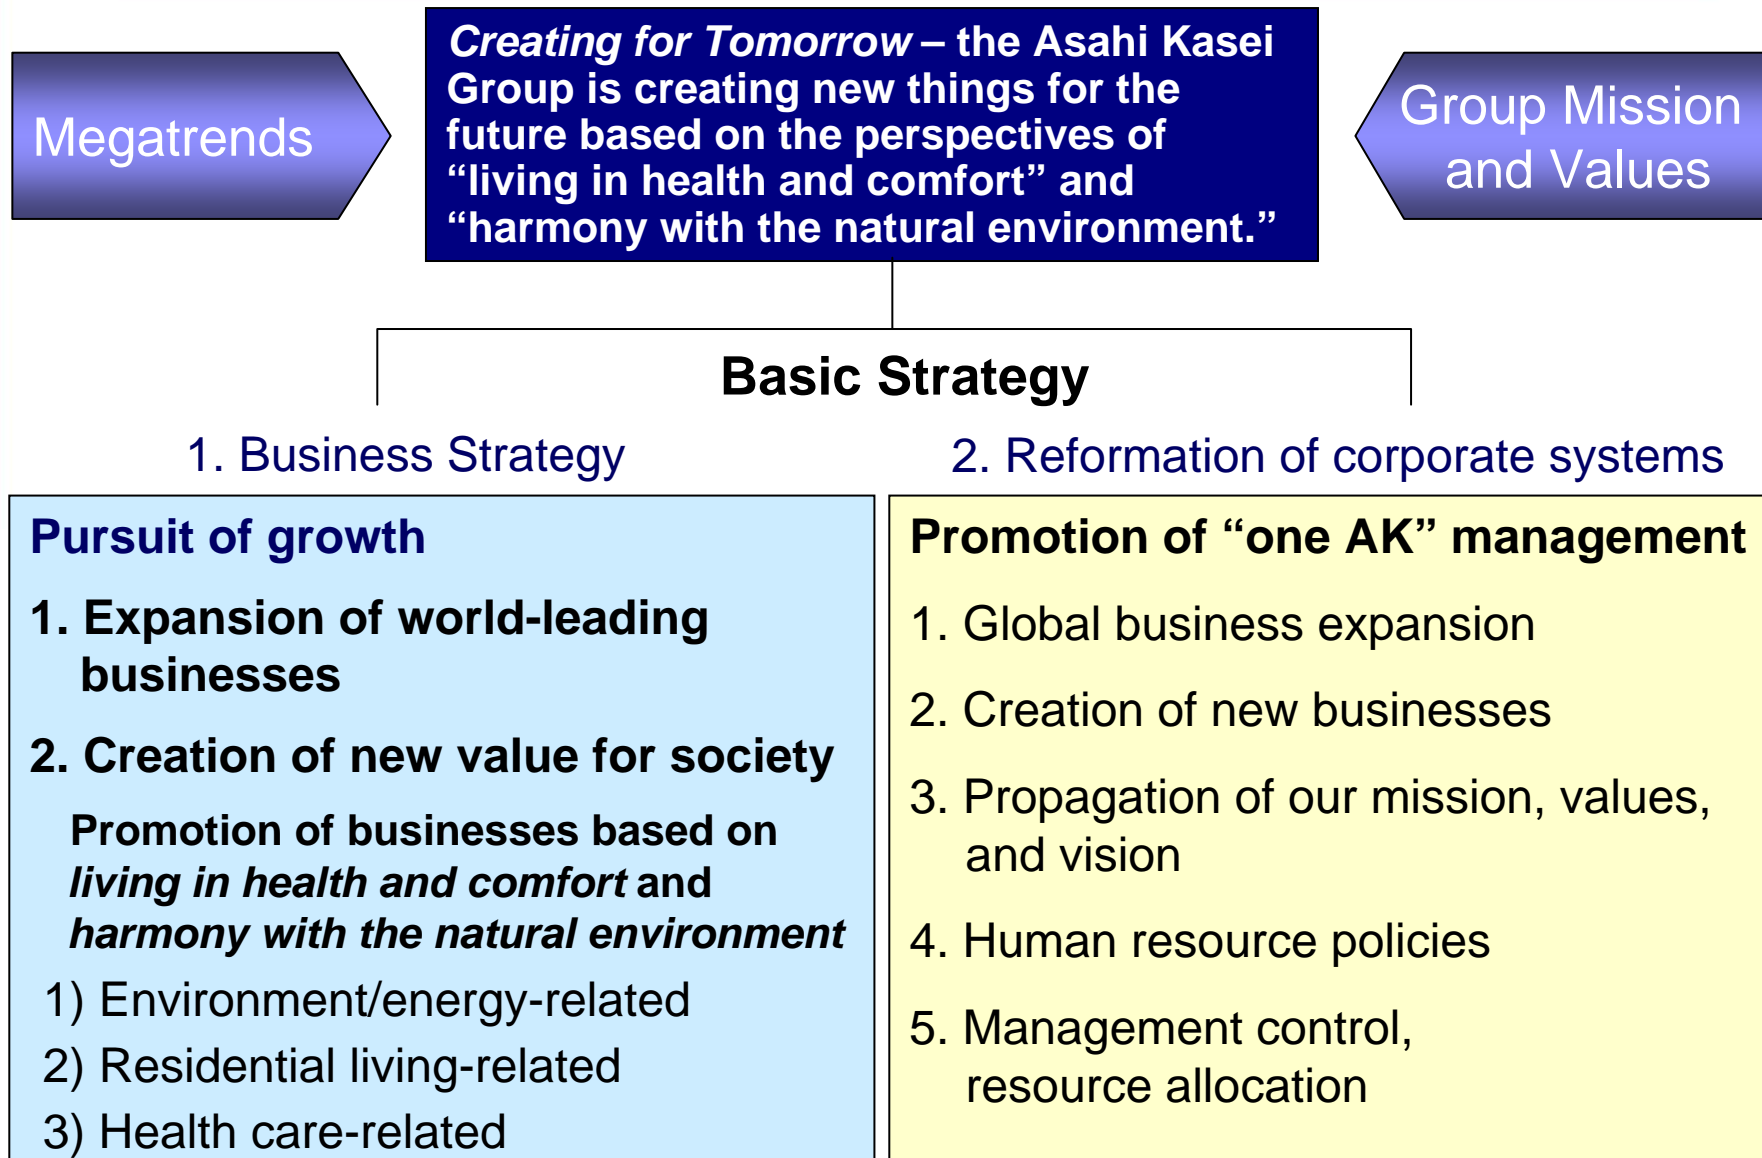 Megatrends
Creating for Tomorrow – the Asahi Kasei
Group is creating new things for the
future based on the perspectives of
“living in health and comfort” and
“harmony with the natural environment.”
Group Mission
and Values
Basic Strategy
1. Business Strategy
2. Reformation of corporate systems
Pursuit of growth
1. Expansion of world-leading
businesses
2. Creation of new value for society
Promotion of businesses based on
living in health and comfort and
harmony with the natural environment
1) Environment/energy-related
2) Residential living-related
3) Health care-related
Promotion of “one AK” management
1. Global business expansion
2. Creation of new businesses
3. Propagation of our mission, values,
and vision
4. Human resource policies
5. Management control,
resource allocation